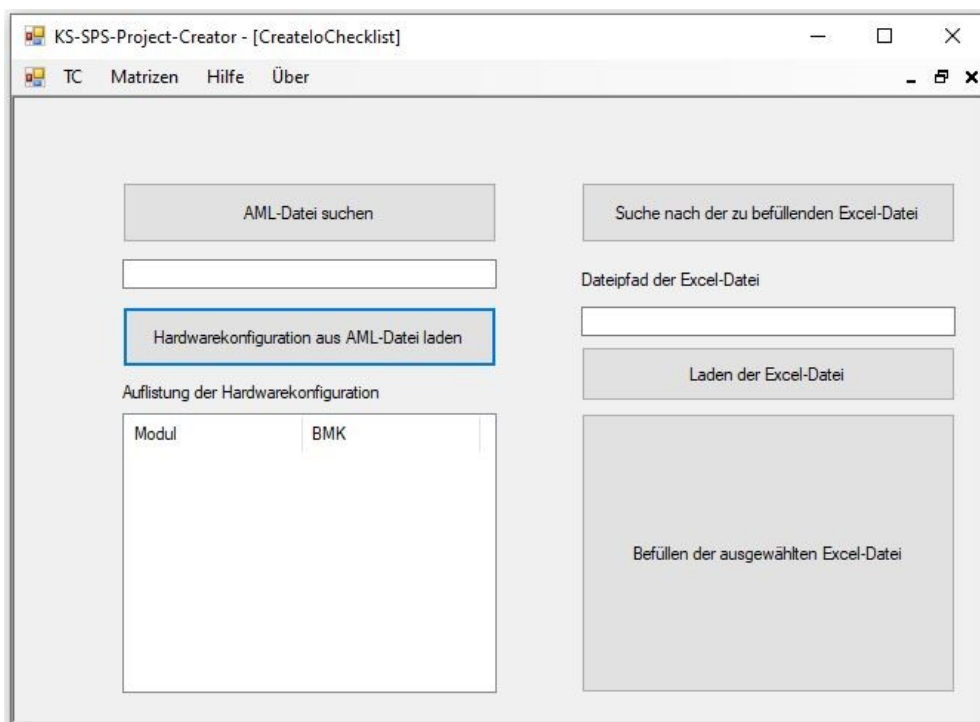 KS-SPS-Project-Creator - [CreateIoChecklist]
TC Matrizen Hilfe Über
AML-Datei suchen
Hardwarekonfiguration aus AML-Datei laden
Auflistung der Hardwarekonfiguration
Modul BMK
Suche nach der zu befüllenden Excel-Datei
Dateipfad der Excel-Datei
Laden der Excel-Datei
Befüllen der ausgewählten Excel-Datei